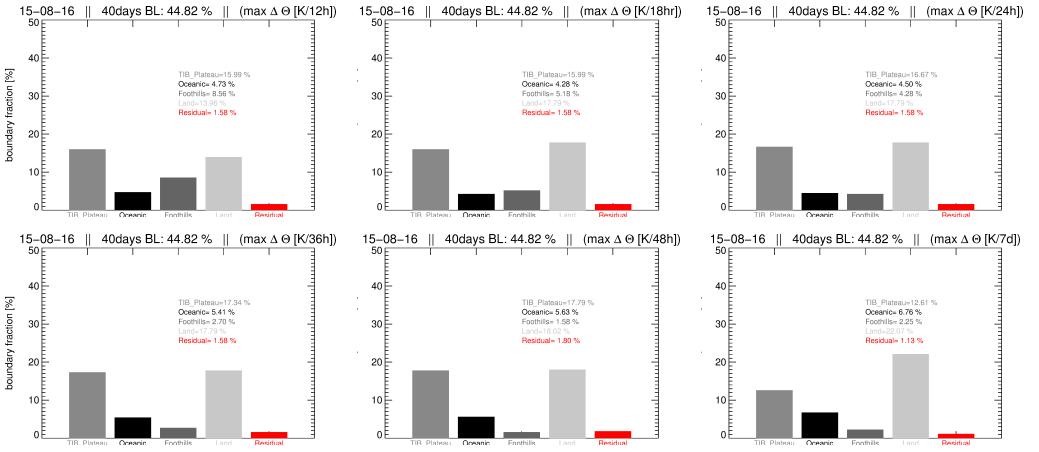 15−08−16 || 40days BL: 44.82 % || (max Δ Θ [K/12h])
boundary fraction [%]
50
40
30
20
10
0
TIB_Plateau=15.99 %
Oceanic= 4.73 %
Foothills= 8.56 %
Land=13.96 %
Residual= 1.58 %
TIB_Plateau Oceanic Foothills Land Residual
15−08−16 || 40days BL: 44.82 % || (max Δ Θ [K/18hr])
50
40
30
20
10
0
TIB_Plateau=15.99 %
Oceanic= 4.28 %
Foothills= 5.18 %
Land=17.79 %
Residual= 1.58 %
TIB_Plateau Oceanic Foothills Land Residual
15−08−16 || 40days BL: 44.82 % || (max Δ Θ [K/24h])
50
40
30
20
10
0
TIB_Plateau=16.67 %
Oceanic= 4.50 %
Foothills= 4.28 %
Land=17.79 %
Residual= 1.58 %
TIB_Plateau Oceanic Foothills Land Residual
15−08−16 || 40days BL: 44.82 % || (max Δ Θ [K/36h])
boundary fraction [%]
50
40
30
20
10
0
TIB_Plateau=17.34 %
Oceanic= 5.41 %
Foothills= 2.70 %
Land=17.79 %
Residual= 1.58 %
TIB_Plateau Oceanic Foothills Land Residual
15−08−16 || 40days BL: 44.82 % || (max Δ Θ [K/48h])
50
40
30
20
10
0
TIB_Plateau=17.79 %
Oceanic= 5.63 %
Foothills= 1.58 %
Land=18.02 %
Residual= 1.80 %
TIB_Plateau Oceanic Foothills Land Residual
15−08−16 || 40days BL: 44.82 % || (max Δ Θ [K/7d])
50
40
30
20
10
0
TIB_Plateau=12.61 %
Oceanic= 6.76 %
Foothills= 2.25 %
Land=22.07 %
Residual= 1.13 %
TIB_Plateau Oceanic Foothills Land Residual